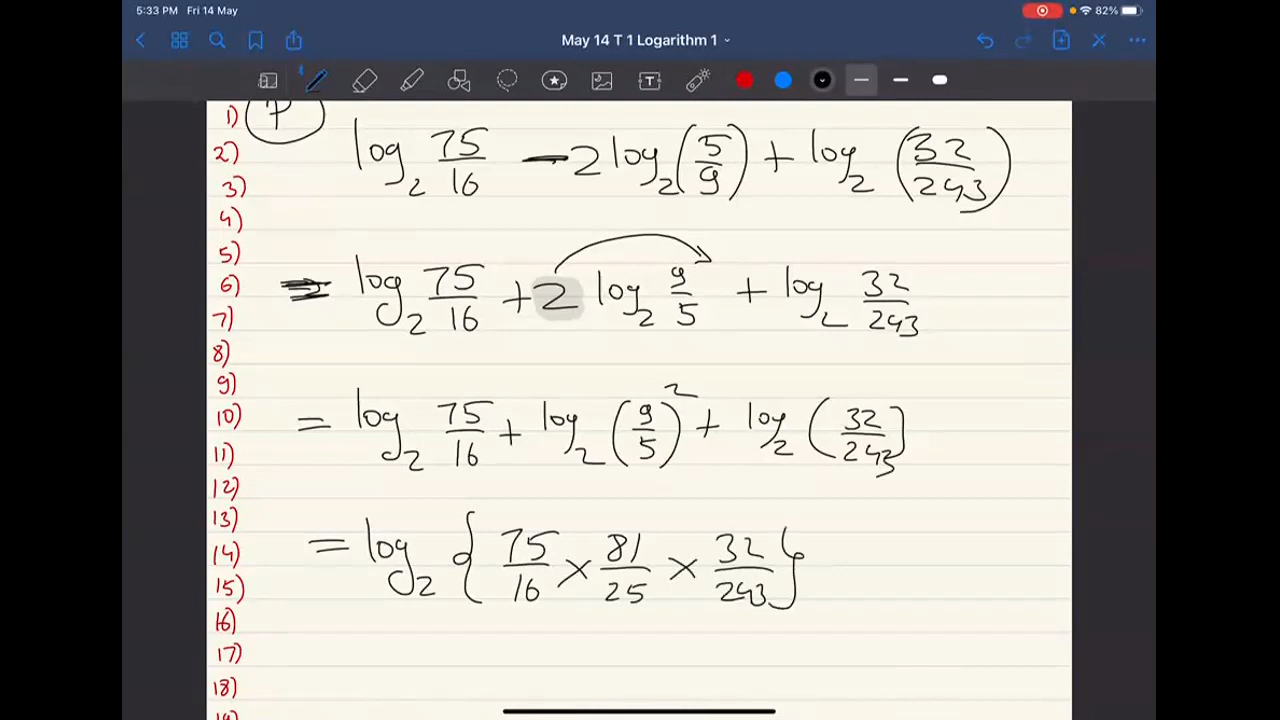 5:33 PM Fri 14 May 82%
May 14 T 1 Logarithm 1
T
1)
P
2) log₂ 75/16 - 2 log₂ (5/9) + log₂ (32/243)
3)
4)
5)
6) = log₂ 75/16 + 2 log₂ 9/5 + log₂ 32/243
7)
8)
9)
10) = log₂ 75/16 + log₂ (9/5)² + log₂ (32/243)
11)
12)
13)
14) = log₂ { 75/16 × 81/25 × 32/243 }
15)
16)
17)
18)